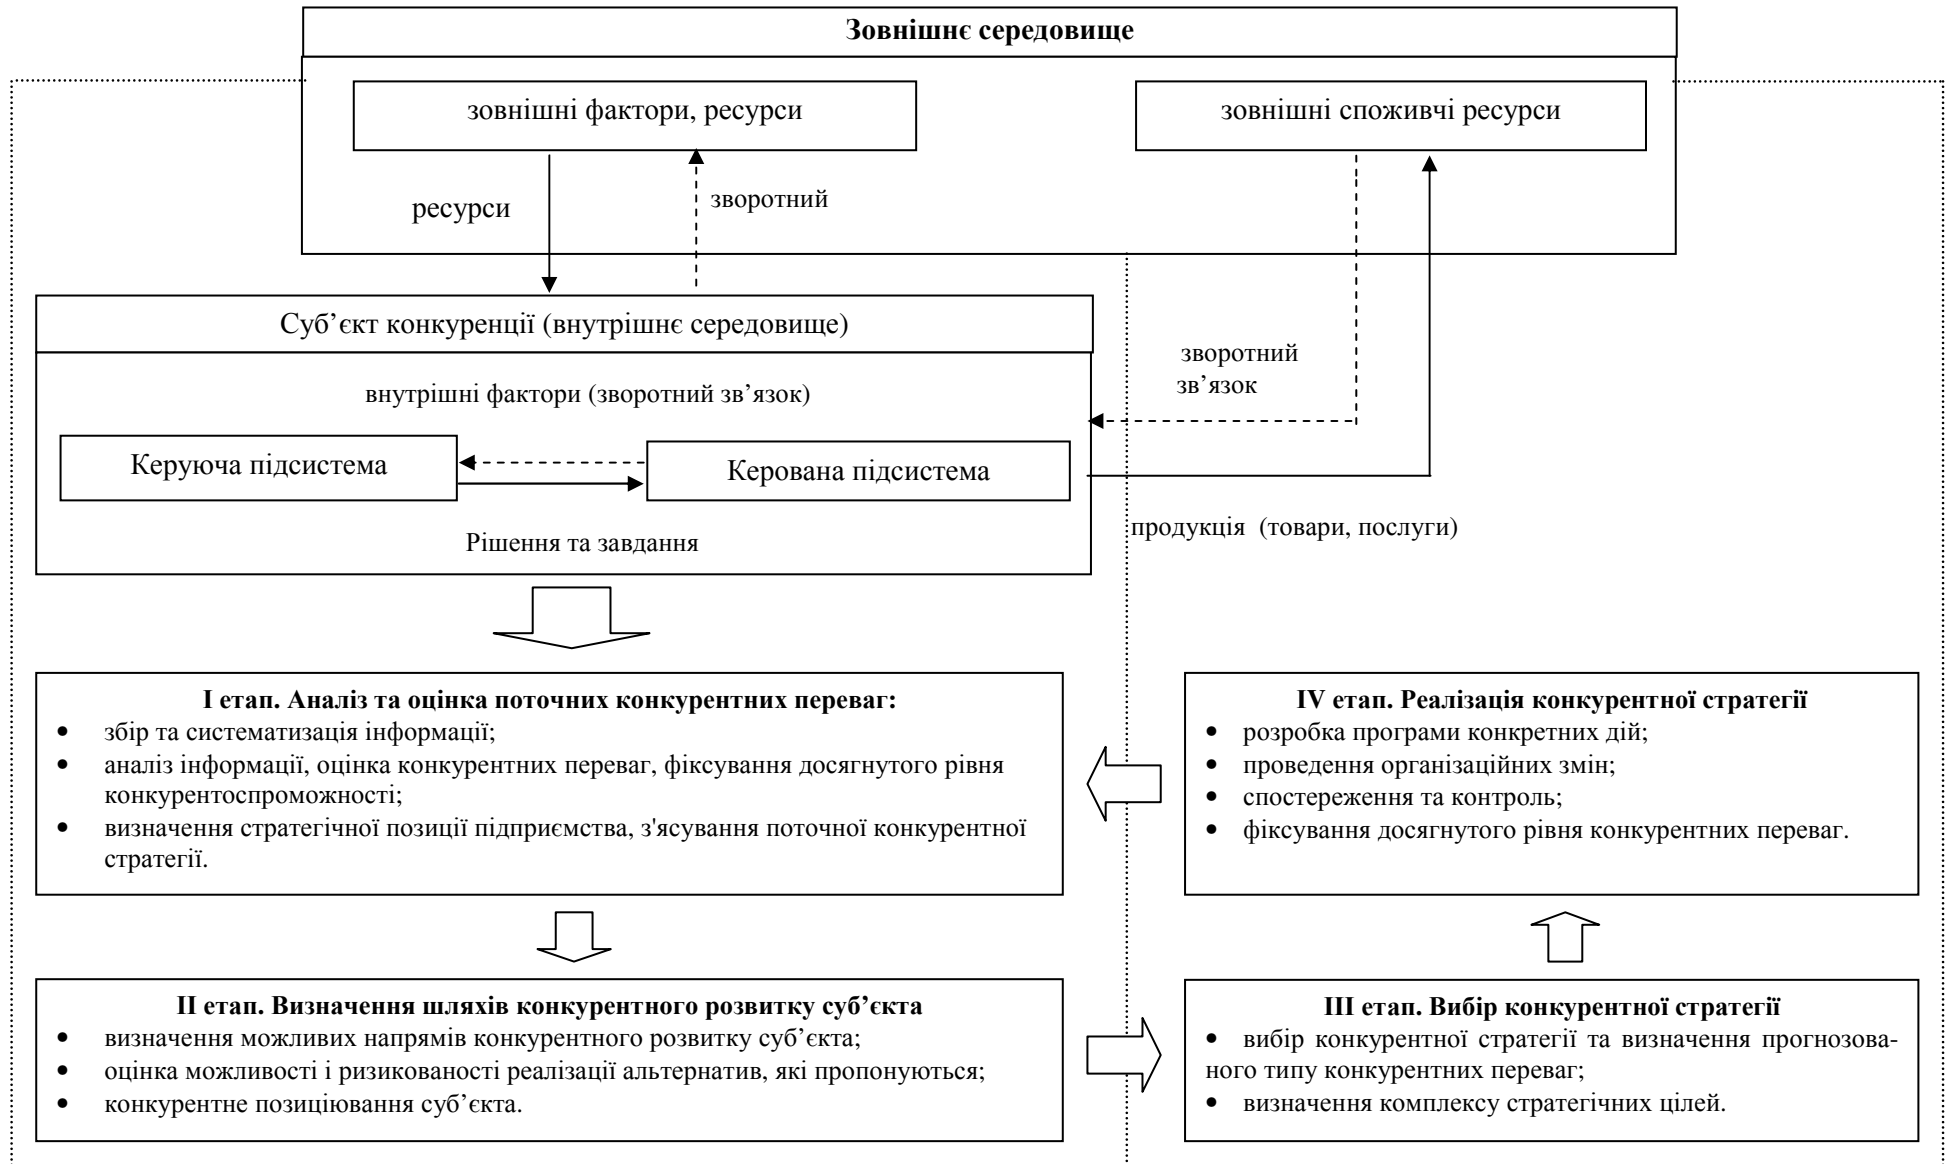 Зовнішнє середовище
зовнішні фактори, ресурси
зовнішні споживчі ресурси
ресурси
зворотний
Суб’єкт конкуренції (внутрішнє середовище)
внутрішні фактори (зворотний зв’язок)
Керуюча підсистема
Керована підсистема
Рішення та завдання
зворотний
зв’язок
продукція (товари, послуги)
I етап. Аналіз та оцінка поточних конкурентних переваг:
• збір та систематизація інформації;
• аналіз інформації, оцінка конкурентних переваг, фіксування досягнутого рівня
конкурентоспроможності;
• визначення стратегічної позиції підприємства, з'ясування поточної конкурентної
стратегії.
IV етап. Реалізація конкурентної стратегії
• розробка програми конкретних дій;
• проведення організаційних змін;
• спостереження та контроль;
• фіксування досягнутого рівня конкурентних переваг.
II етап. Визначення шляхів конкурентного розвитку суб’єкта
• визначення можливих напрямів конкурентного розвитку суб’єкта;
• оцінка можливості і ризикованості реалізації альтернатив, які пропонуються;
• конкурентне позиціювання суб’єкта.
III етап. Вибір конкурентної стратегії
• вибір конкурентної стратегії та визначення прогнозова-
ного типу конкурентних переваг;
• визначення комплексу стратегічних цілей.